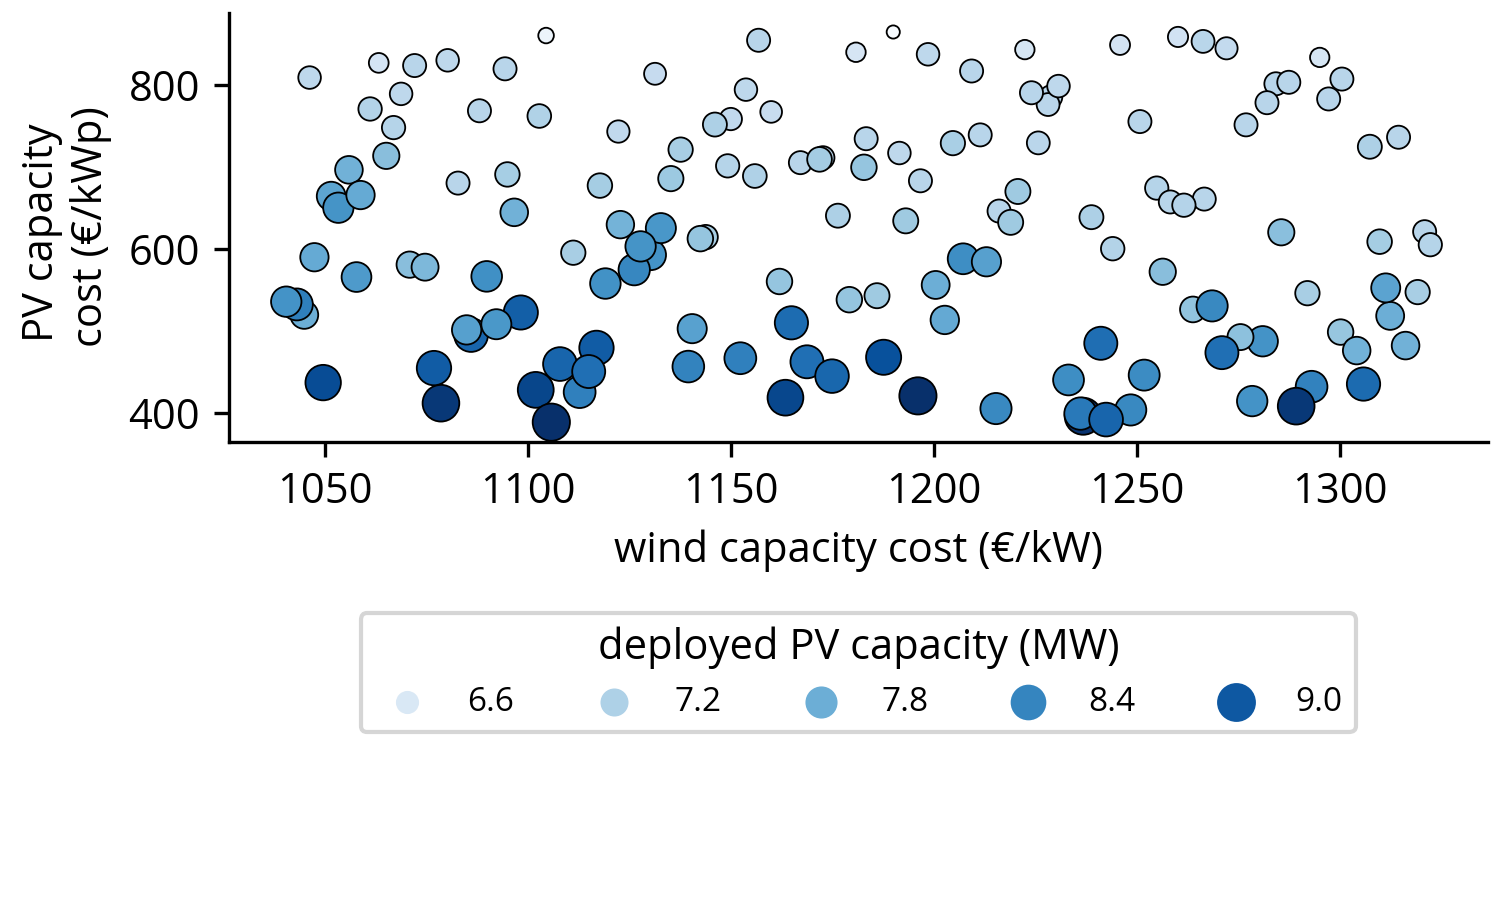 PV capacity
cost (€/kWp)
800
600
400
1050 1100 1150 1200 1250 1300
wind capacity cost (€/kW)
deployed PV capacity (MW)
6.6 7.2 7.8 8.4 9.0